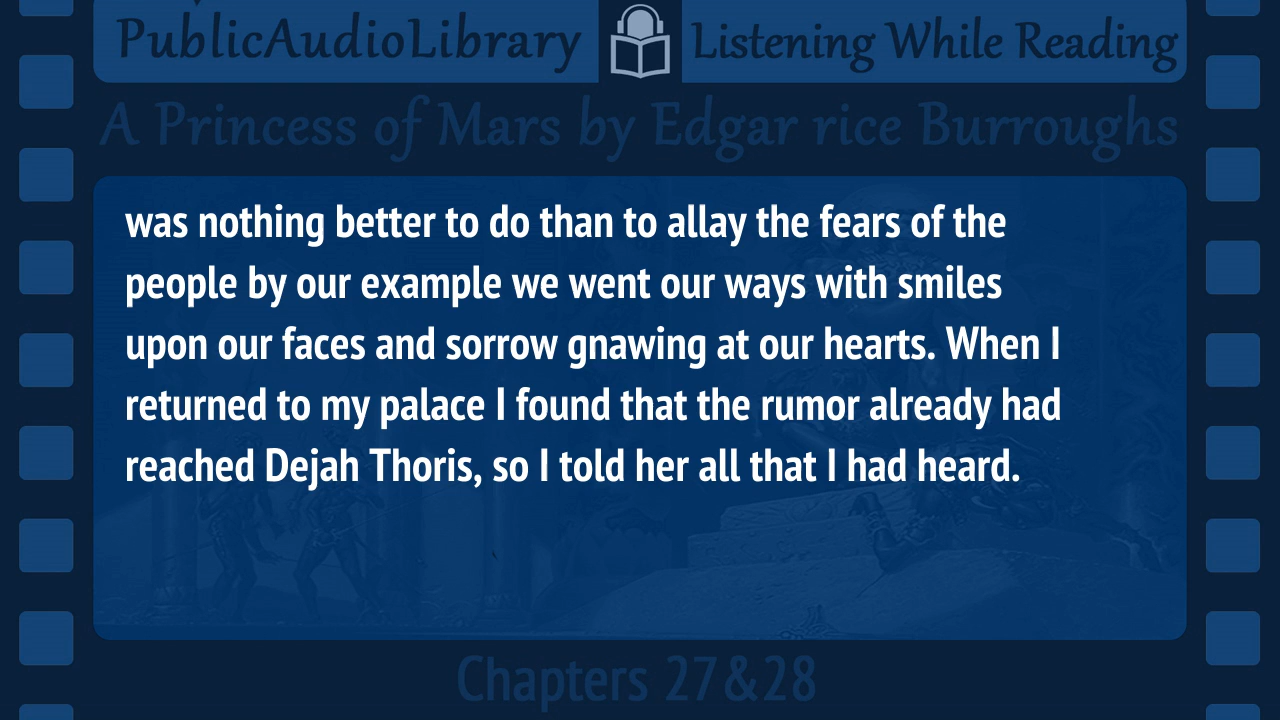 PublicAudioLibrary Listening While Reading
A Princess of Mars by Edgar rice Burroughs
was nothing better to do than to allay the fears of the
people by our example we went our ways with smiles
upon our faces and sorrow gnawing at our hearts. When I
returned to my palace I found that the rumor already had
reached Dejah Thoris, so I told her all that I had heard.
Chapters 27&28